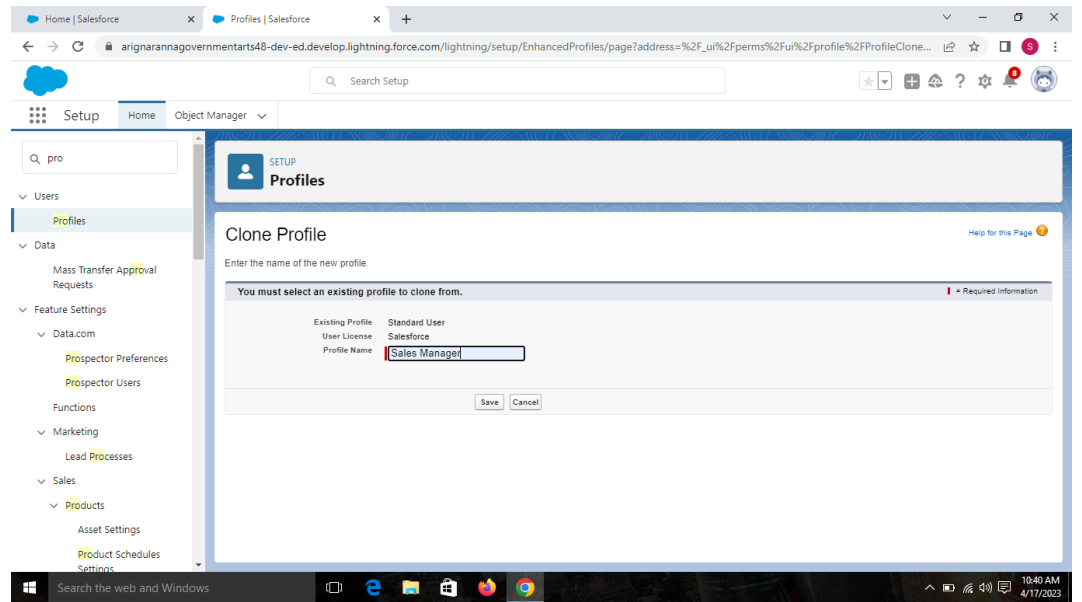 Home | Salesforce
Profiles | Salesforce
arignarannagovernmentarts48-dev-ed.develop.lightning.force.com/lightning/setup/EnhancedProfiles/page?address=%2F_ui%2Fperms%2Fui%2Fprofile%2FProfileClone...
S
Search Setup
8
Setup
Home
Object Manager
pro
Users
Profiles
Data
Mass Transfer Approval
Requests
Feature Settings
Data.com
Prospector Preferences
Prospector Users
Functions
Marketing
Lead Processes
Sales
Products
Asset Settings
Product Schedules
Settings
SETUP
Profiles
Clone Profile
Help for this Page ?
Enter the name of the new profile.
You must select an existing profile to clone from.
= Required Information
Existing Profile Standard User
User License Salesforce
Profile Name Sales Manager
Save Cancel
Search the web and Windows
10:40 AM
4/17/2023